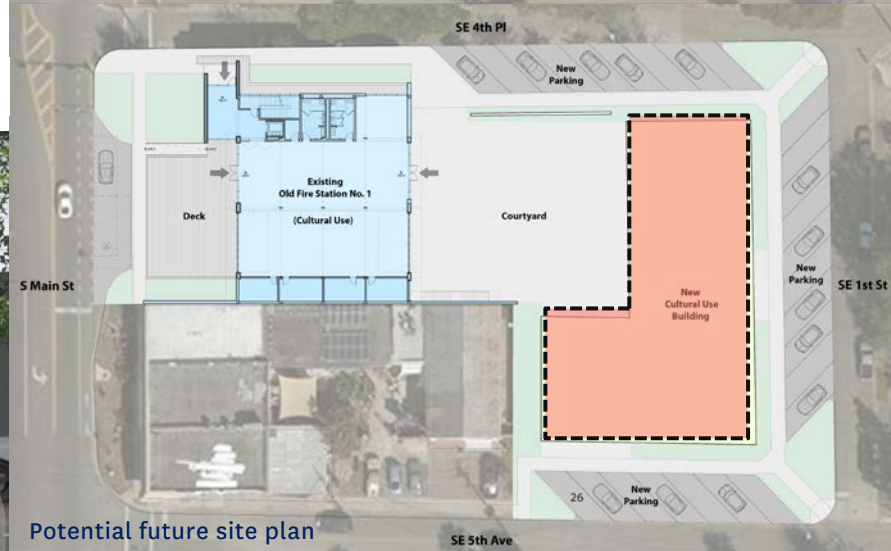 SE 4th Pl
New
Parking
Existing
Old Fire Station No. 1
(Cultural Use)
Deck
Courtyard
S Main St
New
Cultural Use
Building
New
Parking
SE 1st St
New
Parking
26
Potential future site plan
SE 5th Ave